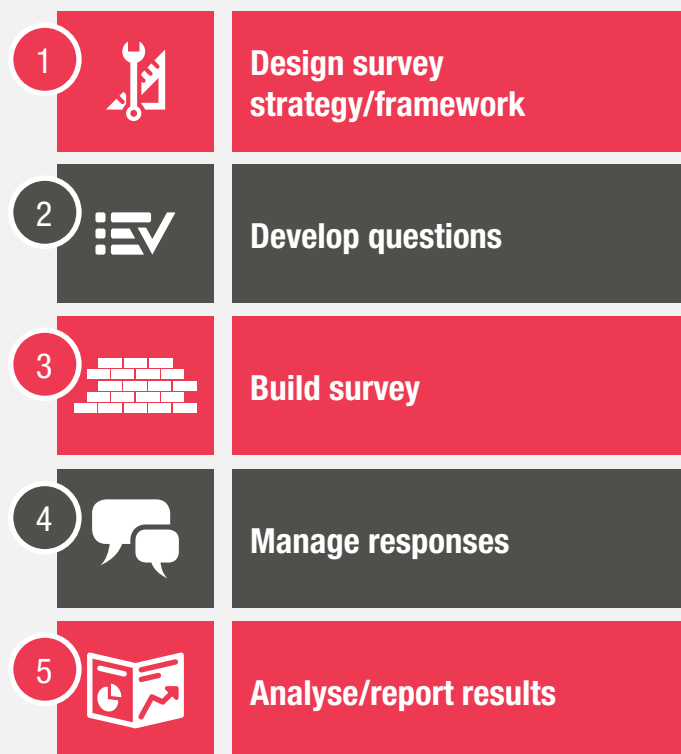 1
Design survey
strategy/framework
2
Develop questions
3
Build survey
4
Manage responses
5
Analyse/report results